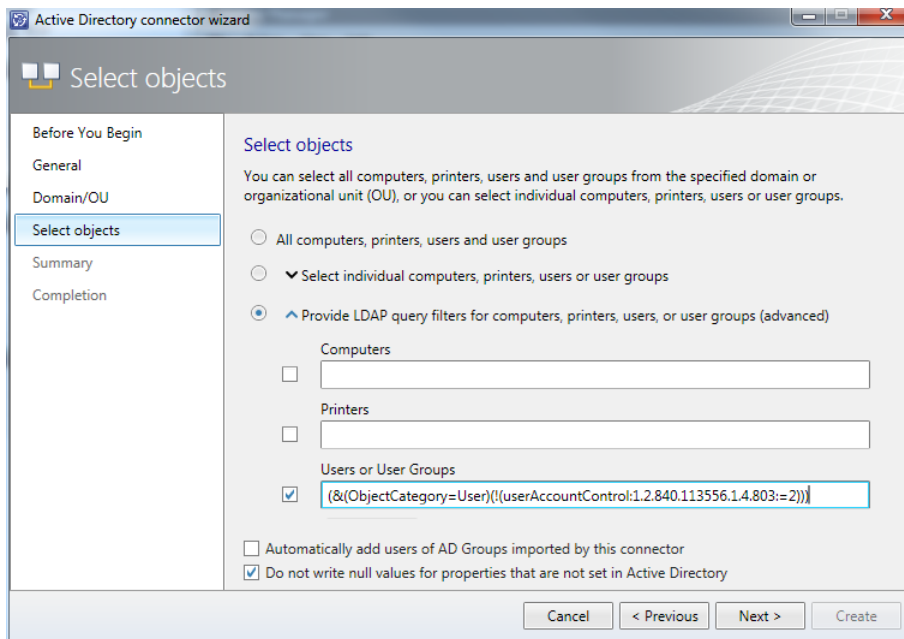 Active Directory connector wizard
Select objects
Before You Begin
General
Domain/OU
Select objects
Summary
Completion
Select objects
You can select all computers, printers, users and user groups from the specified domain or
organizational unit (OU), or you can select individual computers, printers, users or user groups.
All computers, printers, users and user groups
Select individual computers, printers, users or user groups
Provide LDAP query filters for computers, printers, users, or user groups (advanced)
Computers
Printers
Users or User Groups
(&(ObjectCategory=User)(!(userAccountControl:1.2.840.113556.1.4.803:=2)))
Automatically add users of AD Groups imported by this connector
Do not write null values for properties that are not set in Active Directory
Cancel
< Previous
Next >
Create